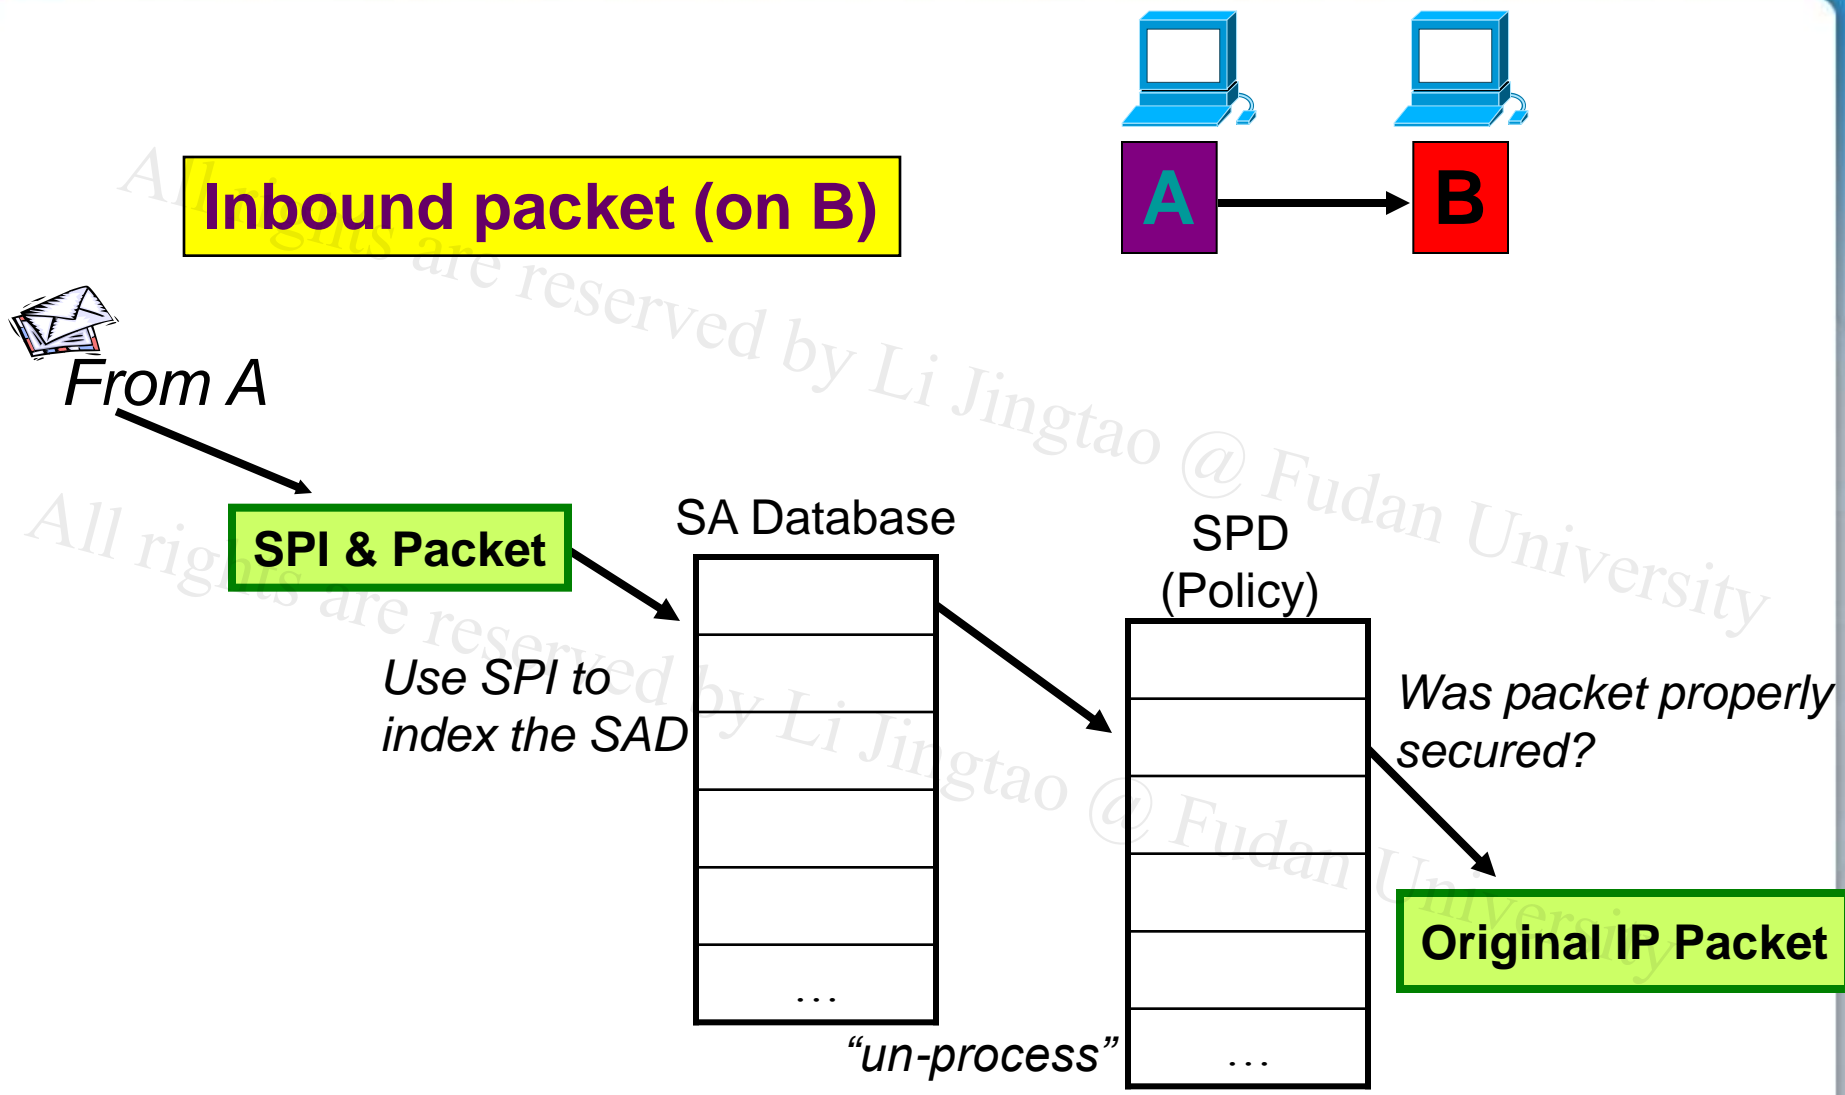 A
B
Inbound packet (on B)
From A
SPI & Packet
SA Database
SPD
(Policy)
Use SPI to
index the SAD
Was packet properly
secured?
Original IP Packet
…
“un-process”
…
All rights are reserved by Li Jingtao @ Fudan University
All rights are reserved by Li Jingtao @ Fudan University